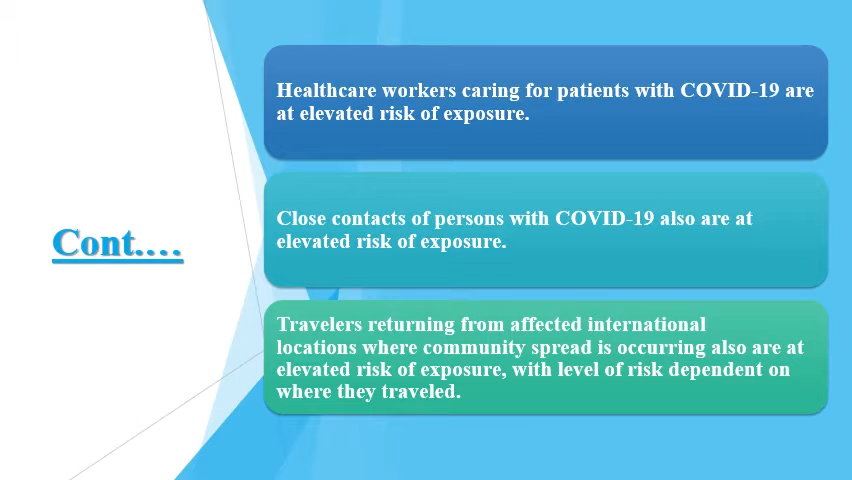 Cont.…
Healthcare workers caring for patients with COVID-19 are
at elevated risk of exposure.
Close contacts of persons with COVID-19 also are at
elevated risk of exposure.
Travelers returning from affected international
locations where community spread is occurring also are at
elevated risk of exposure, with level of risk dependent on
where they traveled.